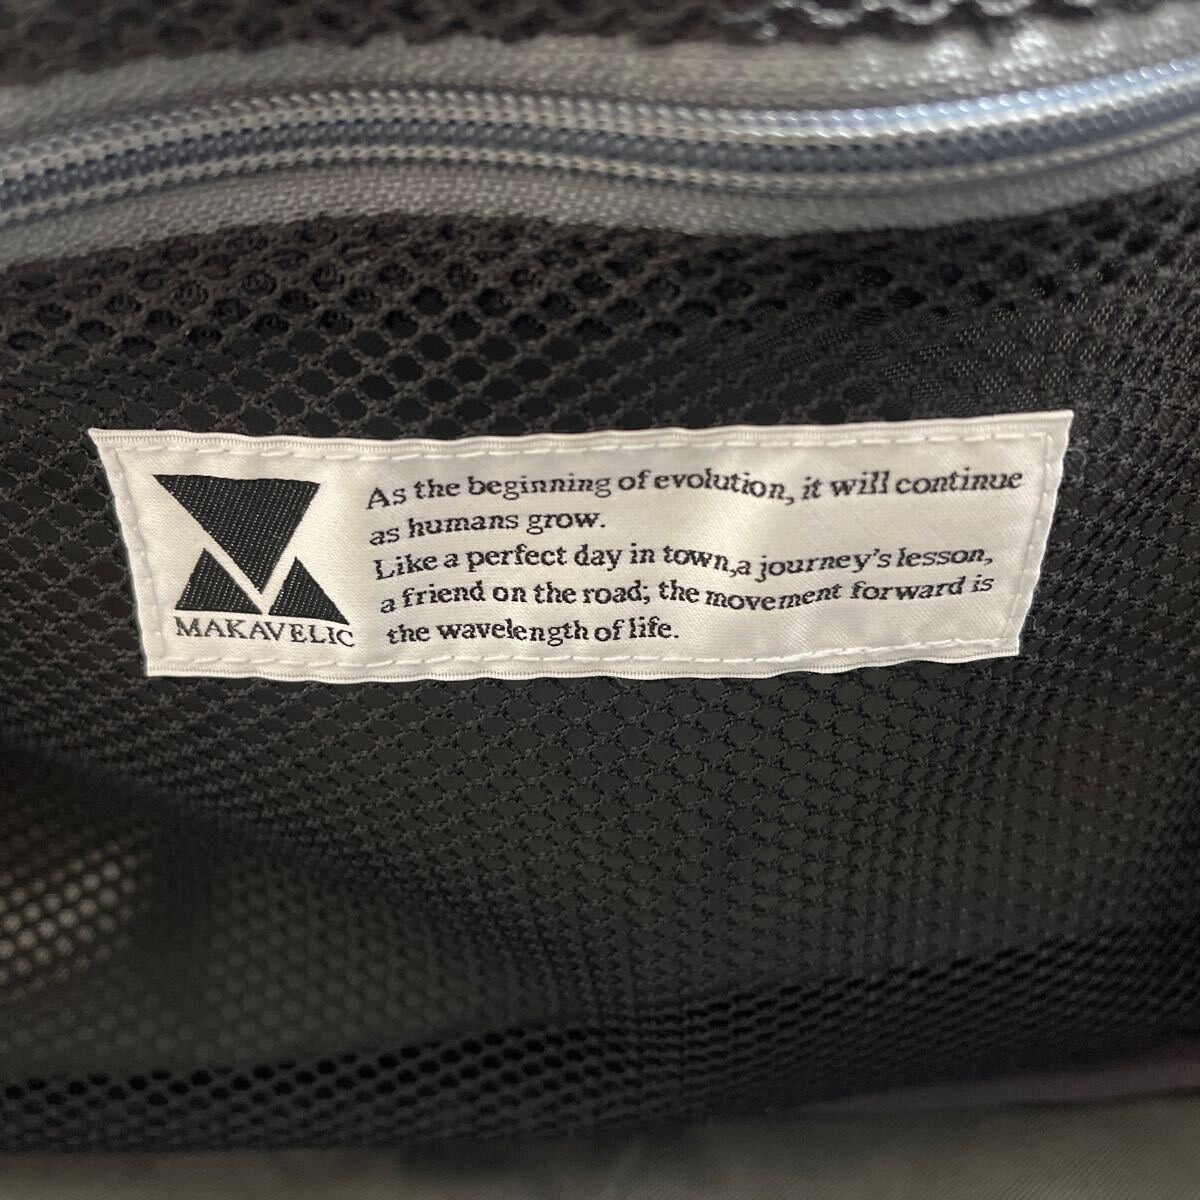 MAKAVELIC
As the beginning of evolution, it will continue
as humans grow.
Like a perfect day in town,a journey's lesson,
a friend on the road; the movement forward is
the wavelength of life.